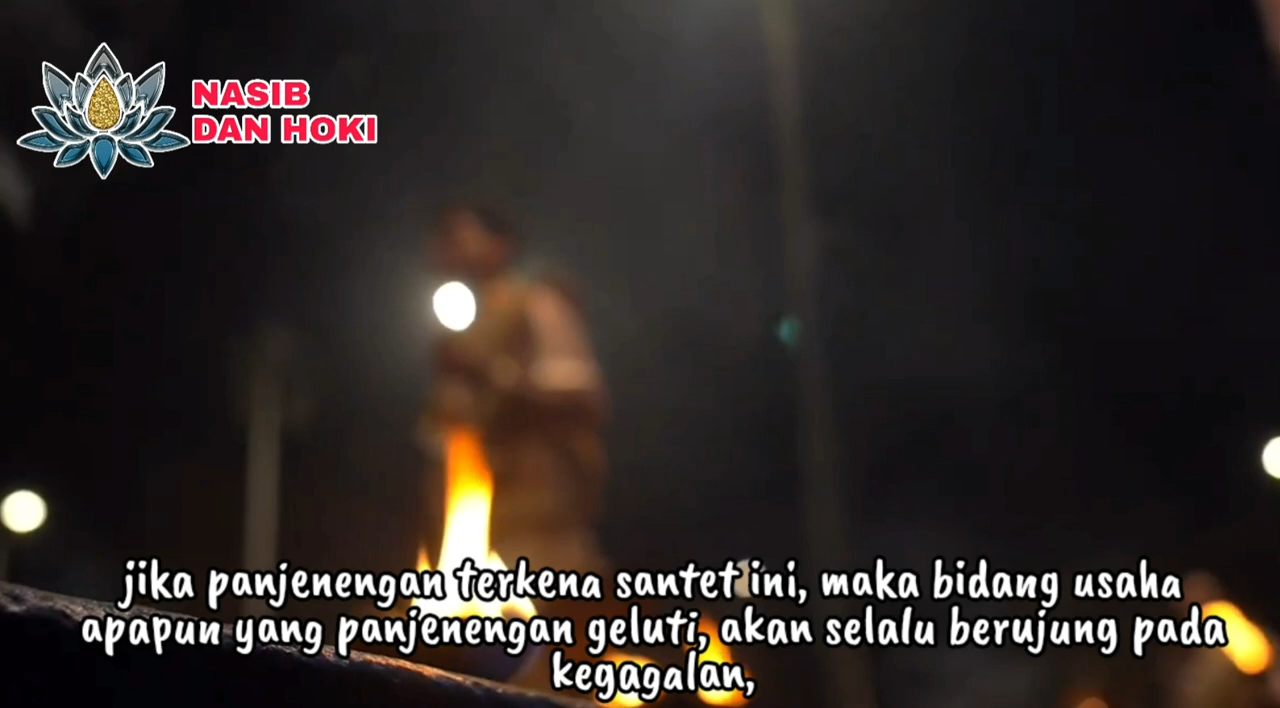 NASIB
DAN HOKI
jika panjenengan terkena santet ini, maka bidang usaha
apapun yang panjenengan geluti, akan selalu berujung pada
kegagalan,